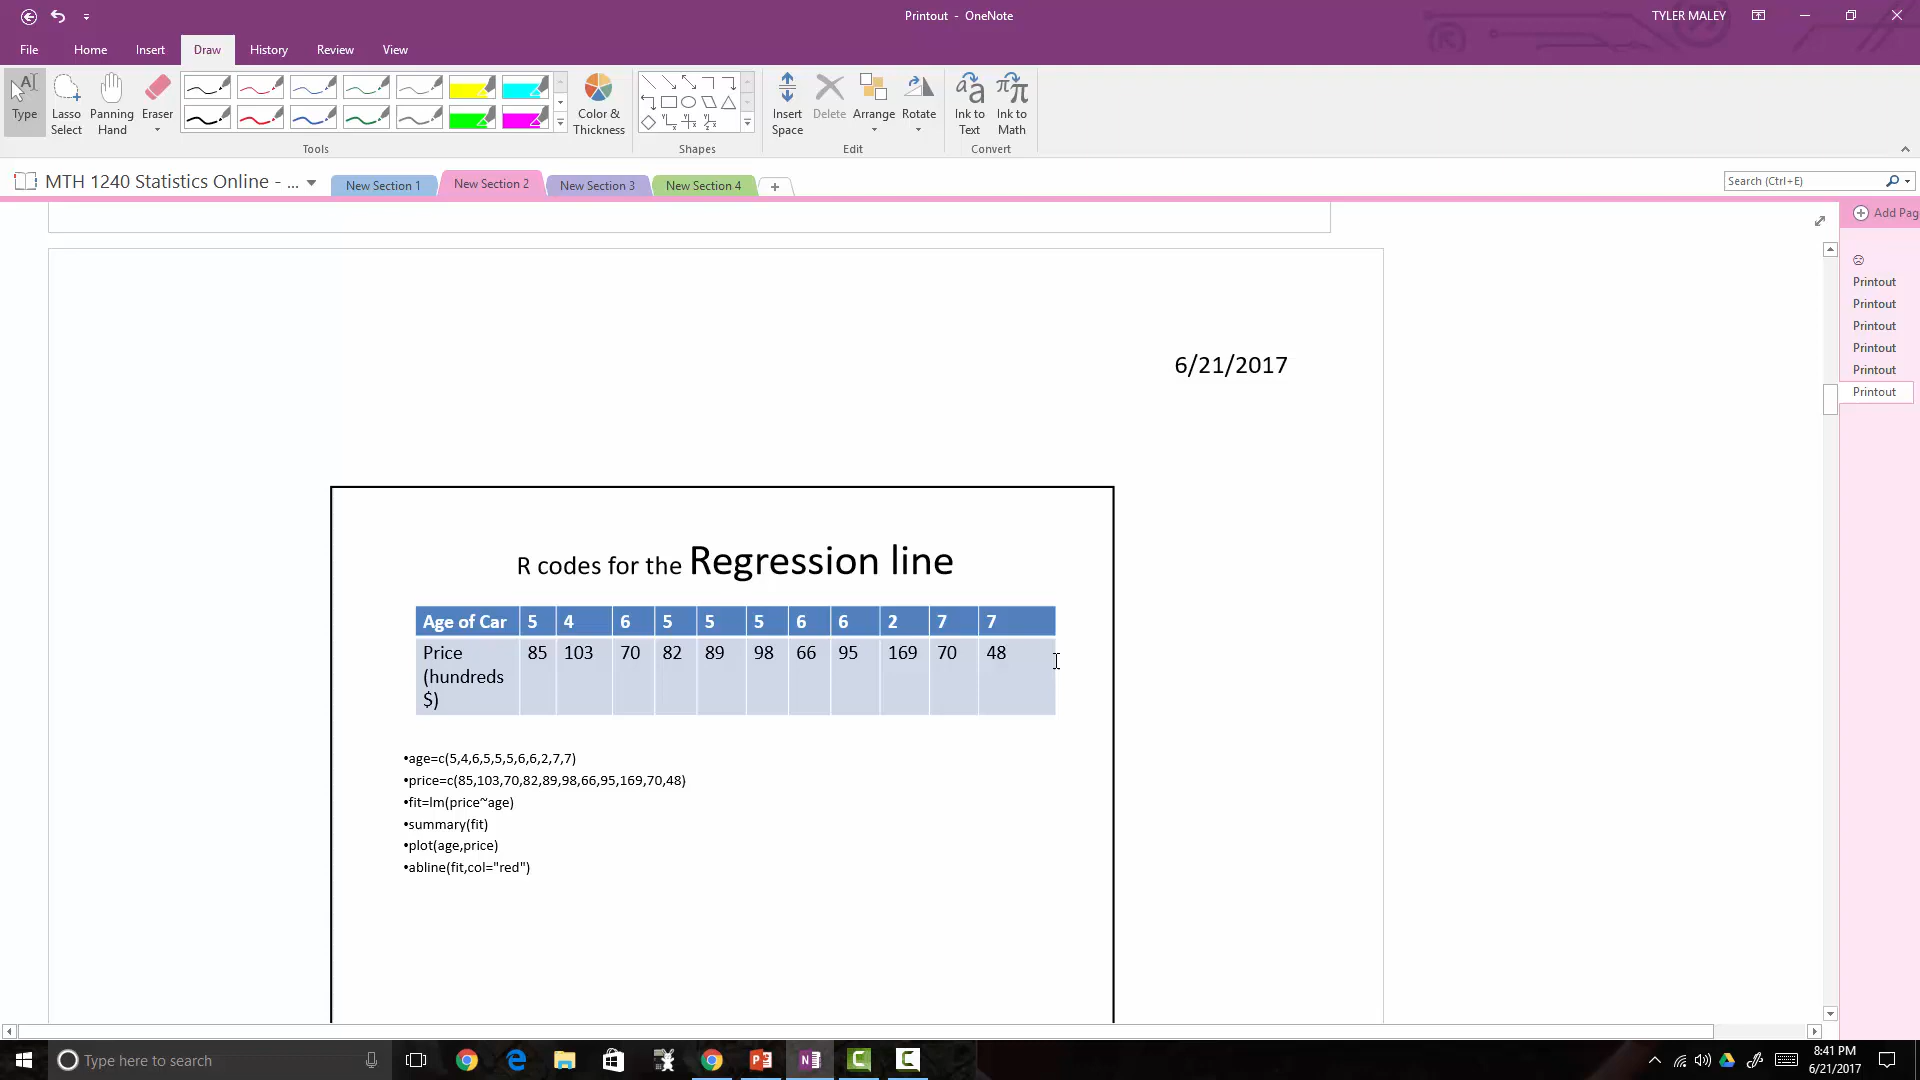 Printout - OneNote
TYLER MALEY
File Home Insert Draw History Review View
Type
Lasso Select
Panning Hand
Eraser
Color & Thickness
Insert Space
Delete
Arrange
Rotate
Ink to Text
Ink to Math
Tools Shapes Edit Convert
MTH 1240 Statistics Online - ...
New Section 1 New Section 2 New Section 3 New Section 4
Search (Ctrl+E)
Add Pag
Printout
Printout
Printout
Printout
Printout
Printout
6/21/2017
R codes for the Regression line
Age of Car 5 4 6 5 5 5 6 6 2 7 7
Price 85 103 70 82 89 98 66 95 169 70 48
(hundreds
$)
•age=c(5,4,6,5,5,5,6,6,2,7,7)
•price=c(85,103,70,82,89,98,66,95,169,70,48)
•fit=lm(price~age)
•summary(fit)
•plot(age,price)
•abline(fit,col="red")
Type here to search
8:41 PM
6/21/2017